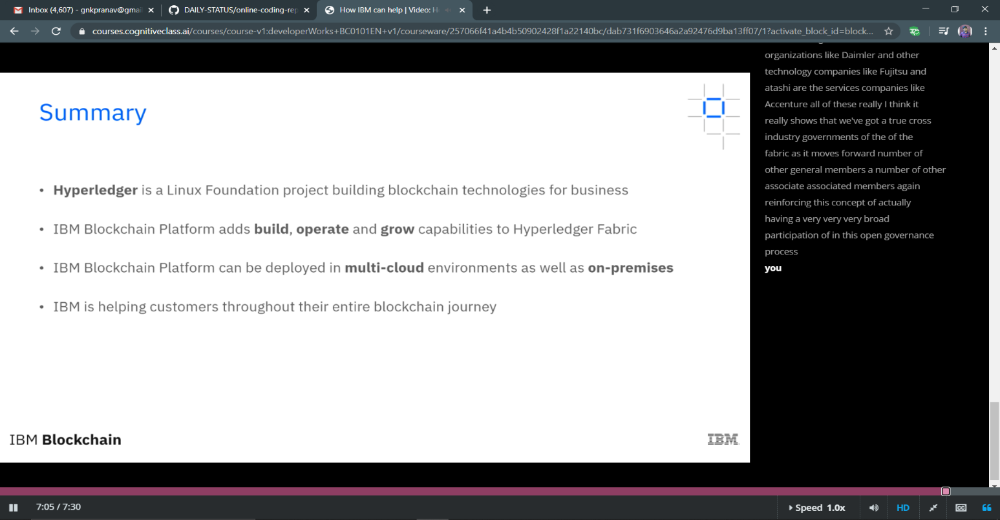 Inbox (4,607) - gnkpranav@gmai
DAILY-STATUS/online-coding-rep
How IBM can help | Video: H
courses.cognitiveclass.ai/courses/course-v1:developerWorks+BC0101EN+v1/courseware/257066f41a4b4b50902428f1a22140bc/dab731f6903646a2a92476d9ba13ff07/1?activate_block_id=block...
Summary
• Hyperledger is a Linux Foundation project building blockchain technologies for business
• IBM Blockchain Platform adds build, operate and grow capabilities to Hyperledger Fabric
• IBM Blockchain Platform can be deployed in multi-cloud environments as well as on-premises
• IBM is helping customers throughout their entire blockchain journey
IBM Blockchain
IBM
organizations like Daimler and other
technology companies like Fujitsu and
atashi are the services companies like
Accenture all of these really I think it
really shows that we've got a true cross
industry governments of the of the
fabric as it moves forward number of
other general members a number of other
associate associated members again
reinforcing this concept of actually
having a very very very broad
participation of in this open governance
process
you
7:05 / 7:30
Speed 1.0x
HD
CC